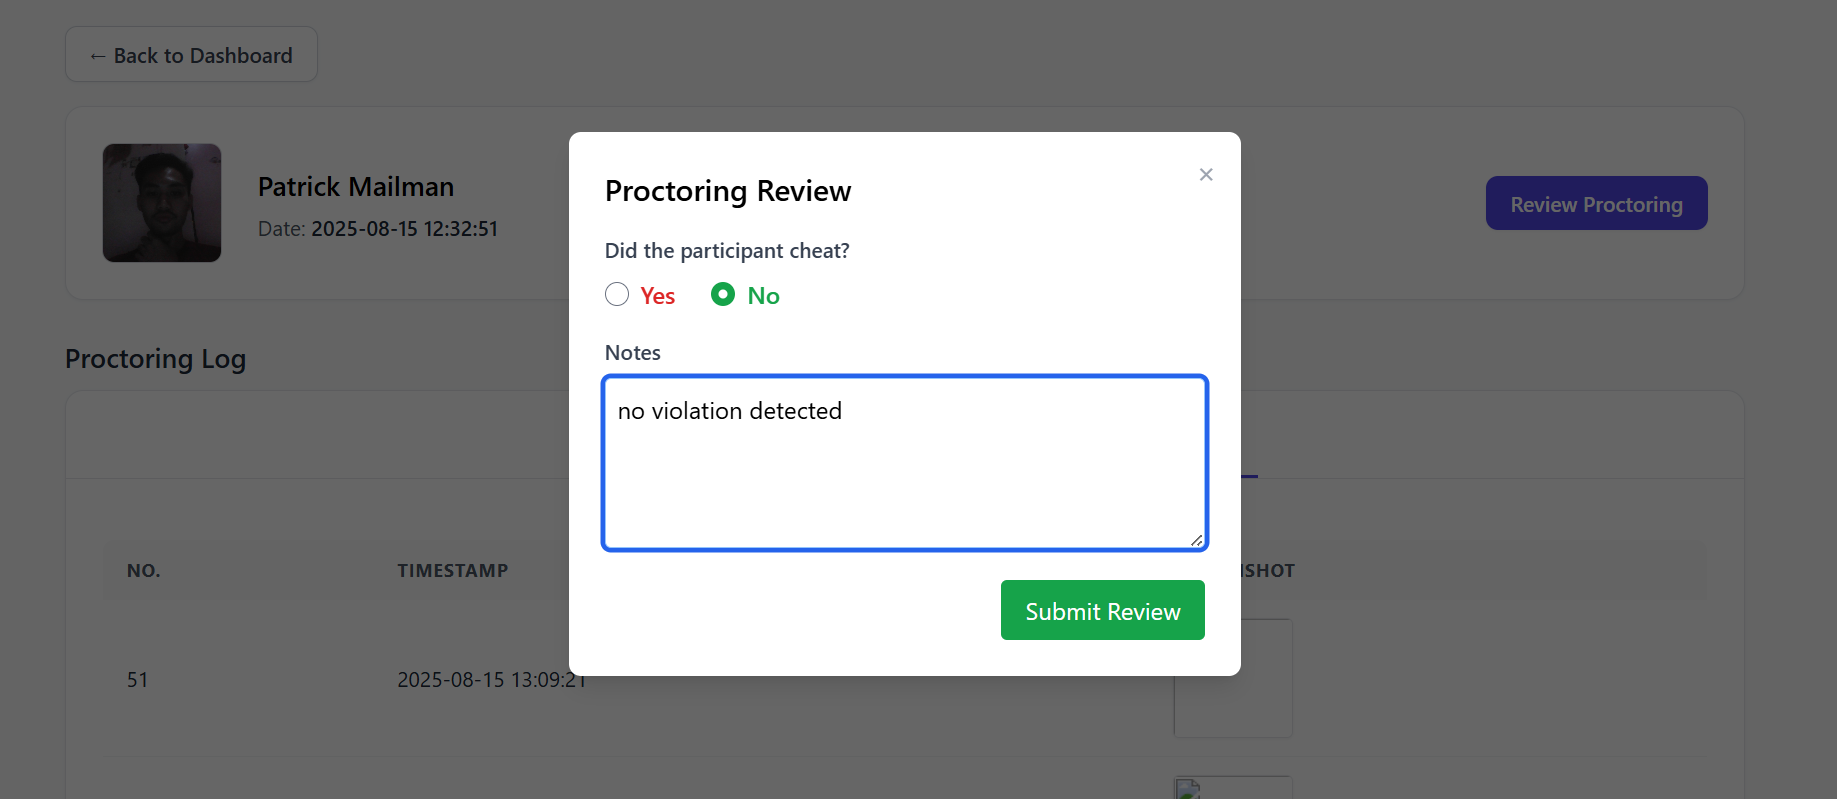 ← Back to Dashboard
Patrick Mailman
Date: 2025-08-15 12:32:51
Review Proctoring
Proctoring Log
NO.
TIMESTAMP
SHOT
51
2025-08-15 13:09:21
×
Proctoring Review
Did the participant cheat?
Yes
No
Notes
no violation detected
Submit Review